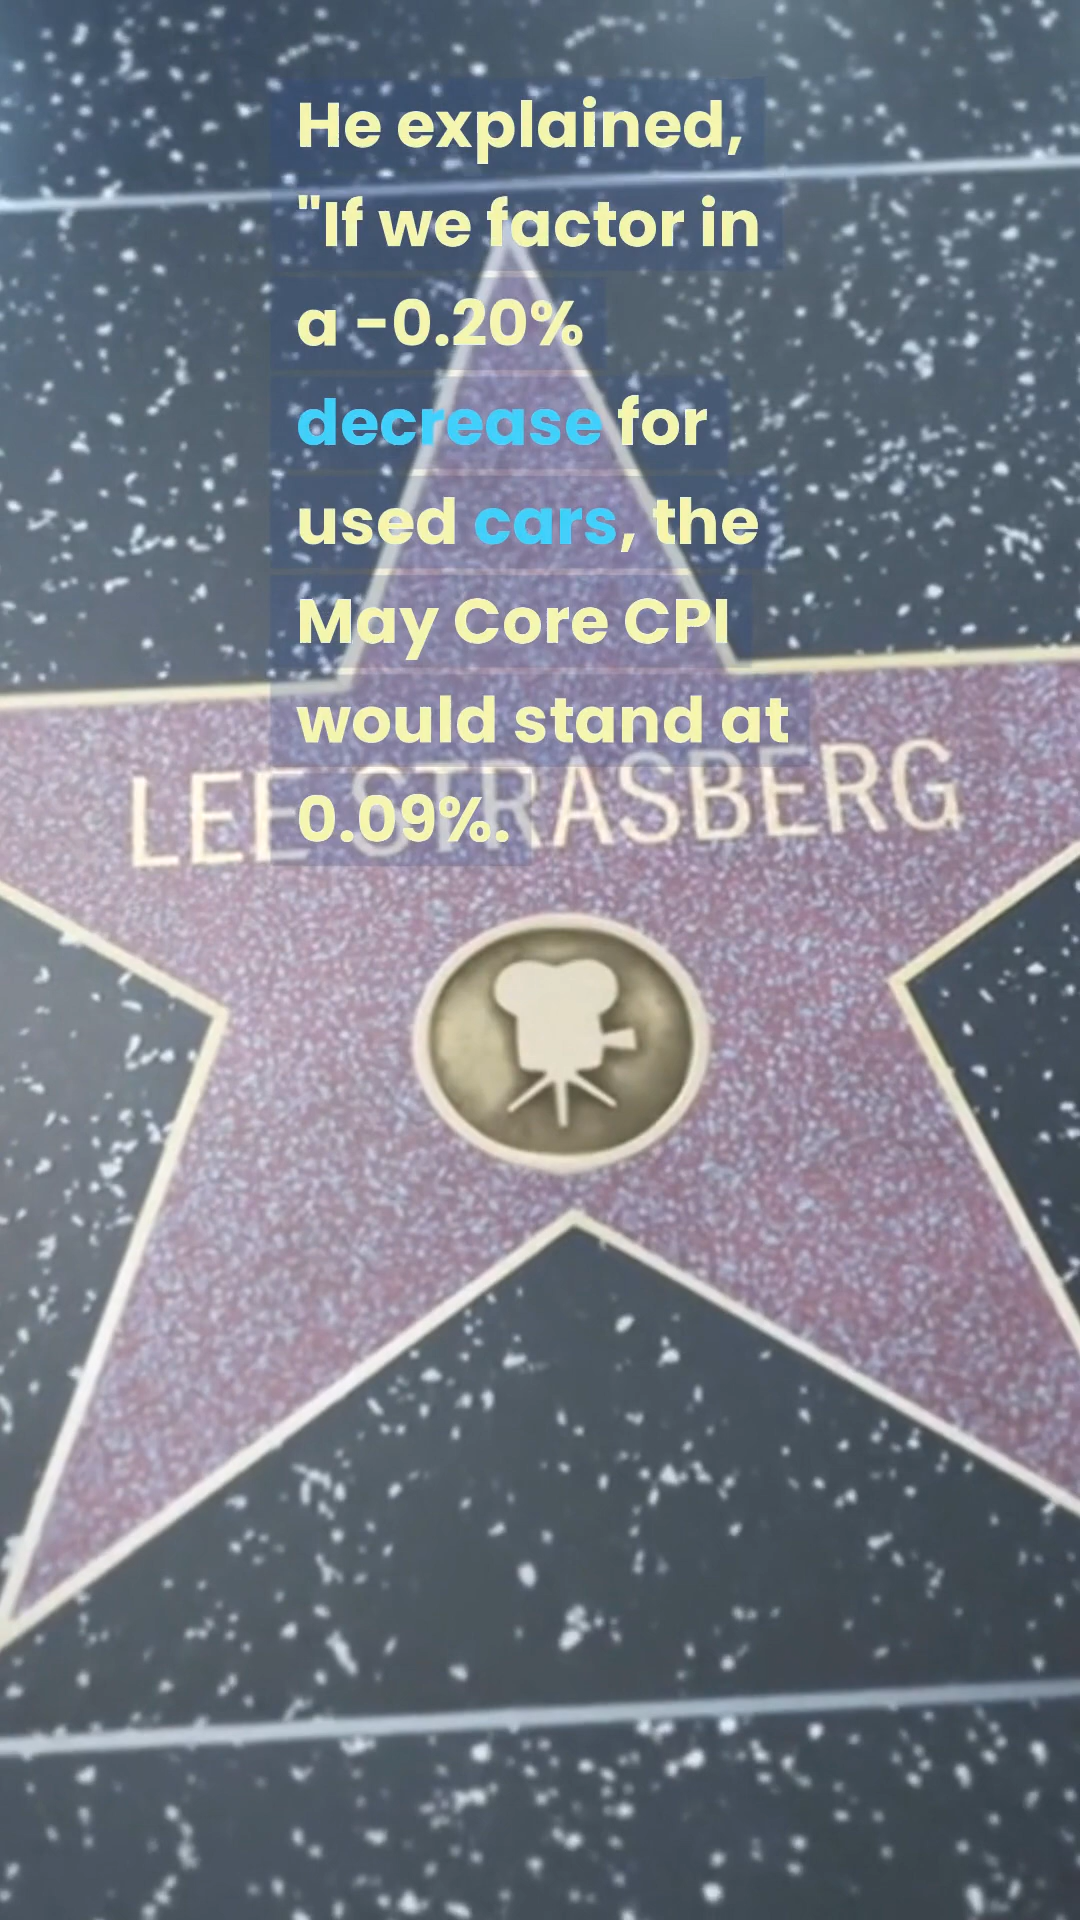 He explained,
"If we factor in
a -0.20%
decrease for
used cars, the
May Core CPI
would stand at
0.09%.
LEE STRASBERG